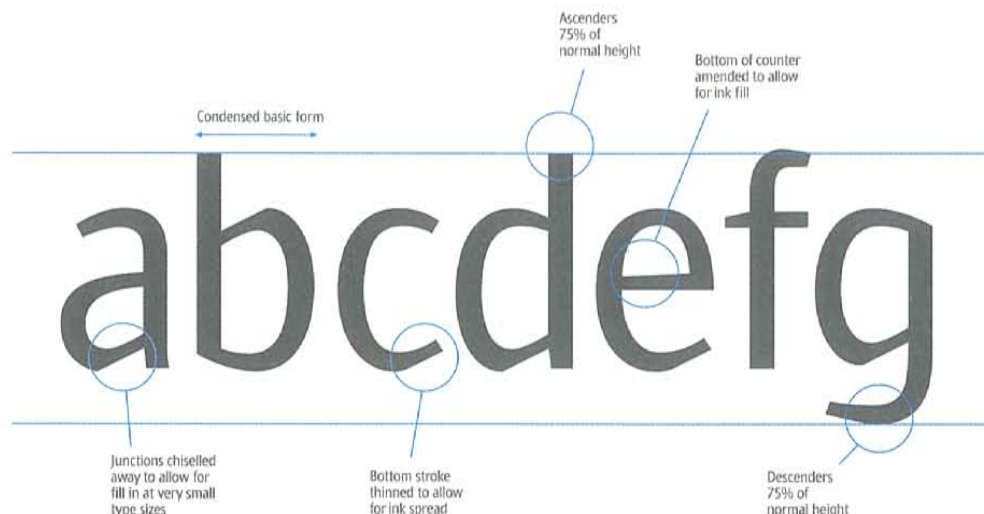 Ascenders
75% of
normal height
Bottom of counter
amended to allow
for ink fill
Condensed basic form
abcdefg
Junctions chiselled
away to allow for
fill in at very small
type sizes
Bottom stroke
thinned to allow
for ink spread
Descenders
75% of
normal height